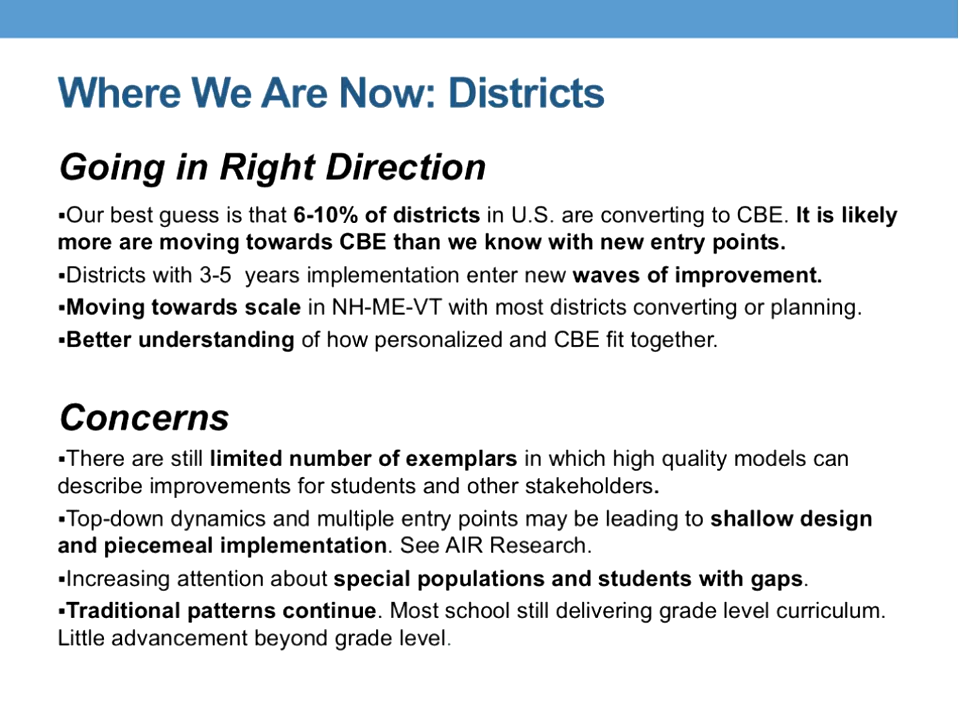 Where We Are Now: Districts
Going in Right Direction
▪Our best guess is that 6-10% of districts in U.S. are converting to CBE. It is likely
more are moving towards CBE than we know with new entry points.
▪Districts with 3-5  years implementation enter new waves of improvement.
▪Moving towards scale in NH-ME-VT with most districts converting or planning.
▪Better understanding of how personalized and CBE fit together.
Concerns
▪There are still limited number of exemplars in which high quality models can
describe improvements for students and other stakeholders.
▪Top-down dynamics and multiple entry points may be leading to shallow design
and piecemeal implementation. See AIR Research.
▪Increasing attention about special populations and students with gaps.
▪Traditional patterns continue. Most school still delivering grade level curriculum.
Little advancement beyond grade level.